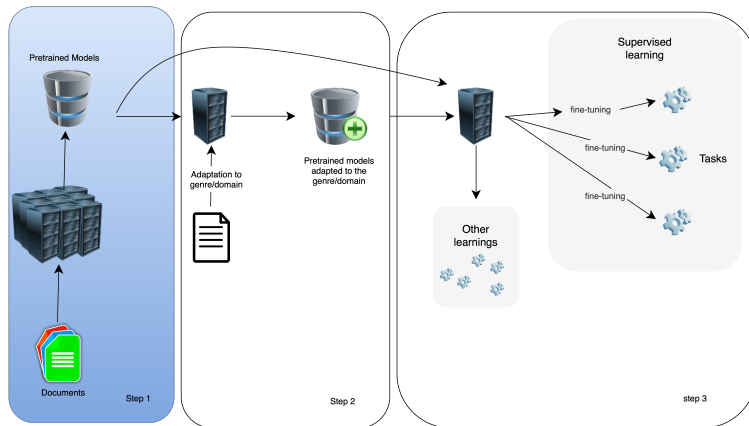 Pretrained Models
Documents
Step 1
Adaptation to
genre/domain
Pretrained models
adapted to the
genre/domain
Step 2
Supervised
learning
fine-tuning
fine-tuning
Tasks
fine-tuning
Other
learnings
step 3